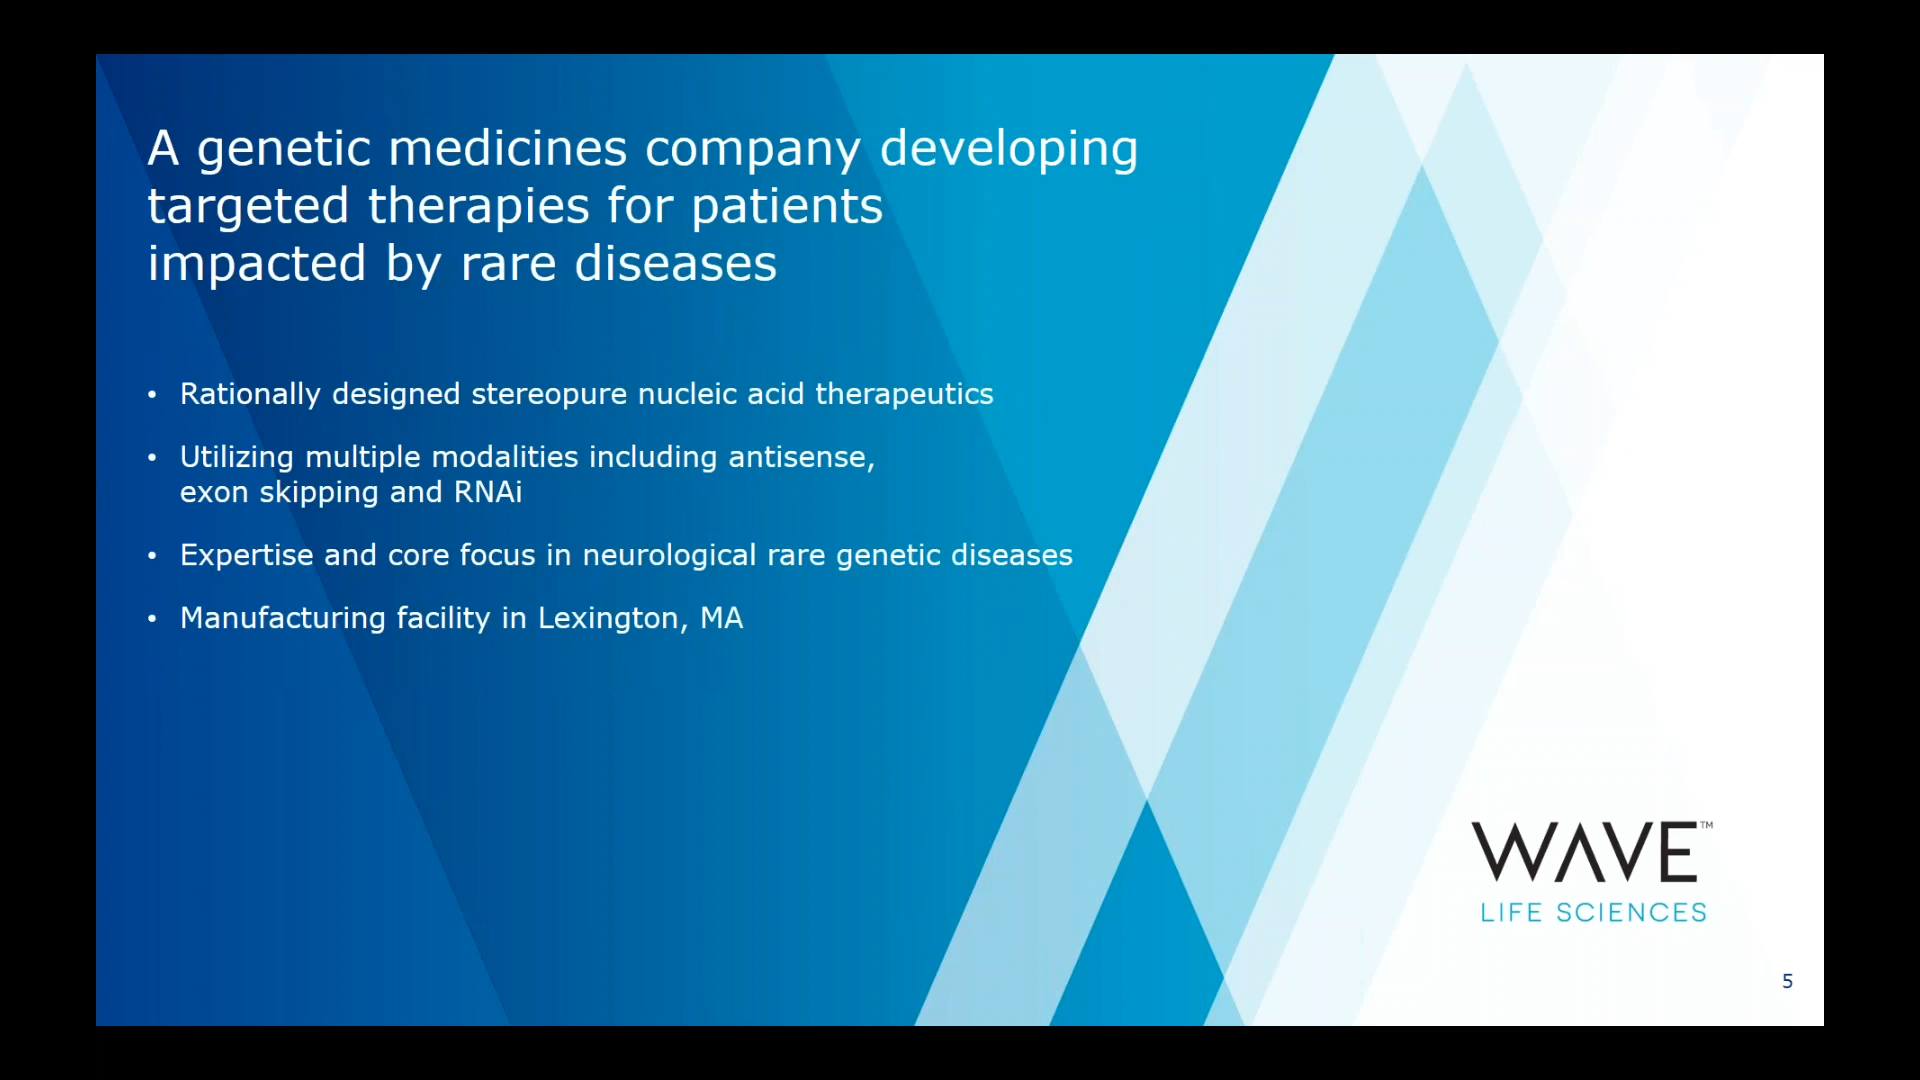 A genetic medicines company developing
targeted therapies for patients
impacted by rare diseases
• Rationally designed stereopure nucleic acid therapeutics
• Utilizing multiple modalities including antisense,
exon skipping and RNAi
• Expertise and core focus in neurological rare genetic diseases
• Manufacturing facility in Lexington, MA
WAVE™
LIFE SCIENCES
5